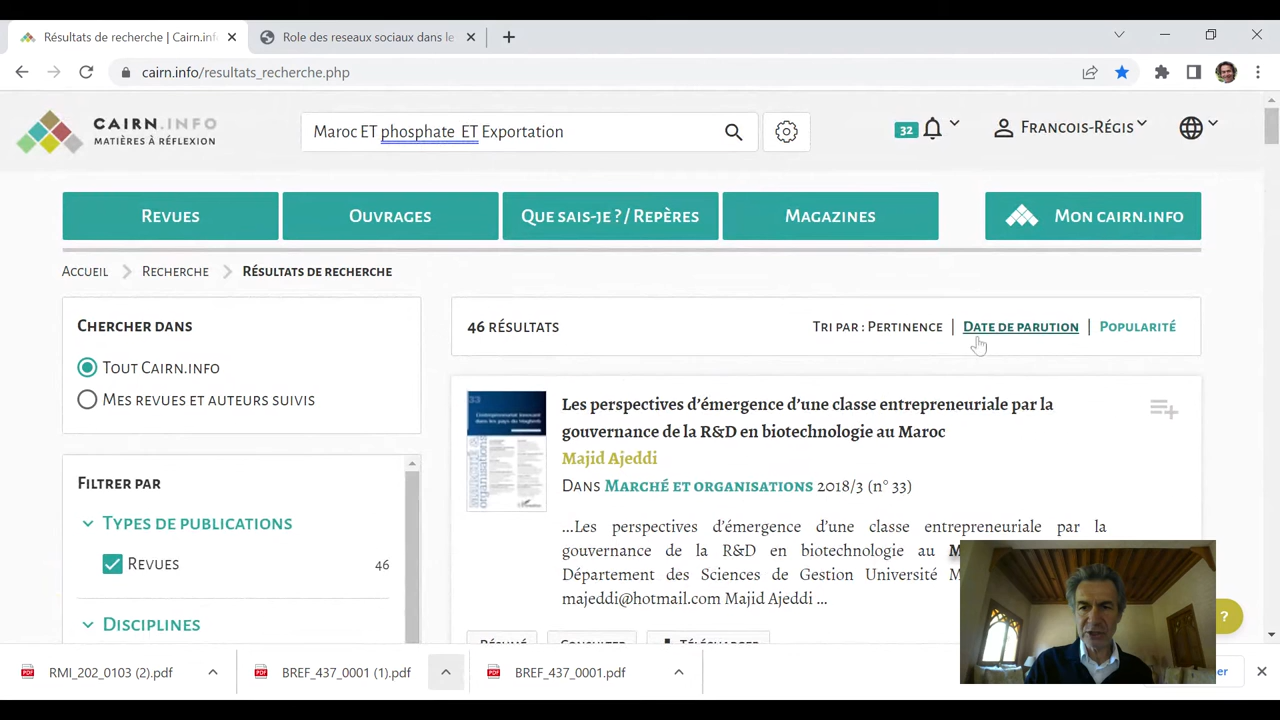 Résultats de recherche | Cairn.inf
Role des reseaux sociaux dans le
cairn.info/resultats_recherche.php
CAIRN.INFO
MATIÈRES À RÉFLEXION
Maroc ET phosphate ET Exportation
32
FRANCOIS-RÉGIS
REVUES
OUVRAGES
QUE SAIS-JE ? / REPÈRES
MAGAZINES
MON CAIRN.INFO
ACCUEIL
RECHERCHE
RÉSULTATS DE RECHERCHE
CHERCHER DANS
TOUT CAIRN.INFO
MES REVUES ET AUTEURS SUIVIS
46 RÉSULTATS
TRI PAR : PERTINENCE | DATE DE PARUTION | POPULARITÉ
Les perspectives d'émergence d'une classe entrepreneuriale par la
gouvernance de la R&D en biotechnologie au Maroc
Majid Ajeddi
DANS MARCHÉ ET ORGANISATIONS 2018/3 (n° 33)
...Les perspectives d'émergence d'une classe entrepreneuriale par la
gouvernance de la R&D en biotechnologie au
Département des Sciences de Gestion Université
majeddi@hotmail.com Majid Ajeddi ...
FILTRER PAR
TYPES DE PUBLICATIONS
REVUES 46
DISCIPLINES
RÉSUMÉ
CONSULTER
TÉLÉCHARGER
?
RMI_202_0103 (2).pdf
BREF_437_0001 (1).pdf
BREF_437_0001.pdf